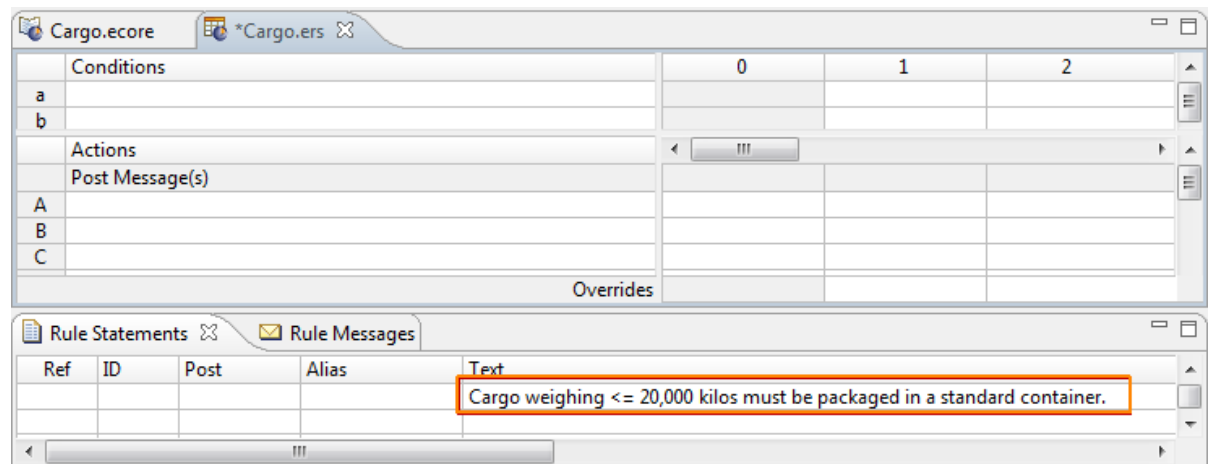 Cargo.ecore *Cargo.ers
Conditions 0 1 2
a
b
Actions
Post Message(s)
A
B
C
Overrides
Rule Statements Rule Messages
Ref ID Post Alias Text
Cargo weighing <= 20,000 kilos must be packaged in a standard container.